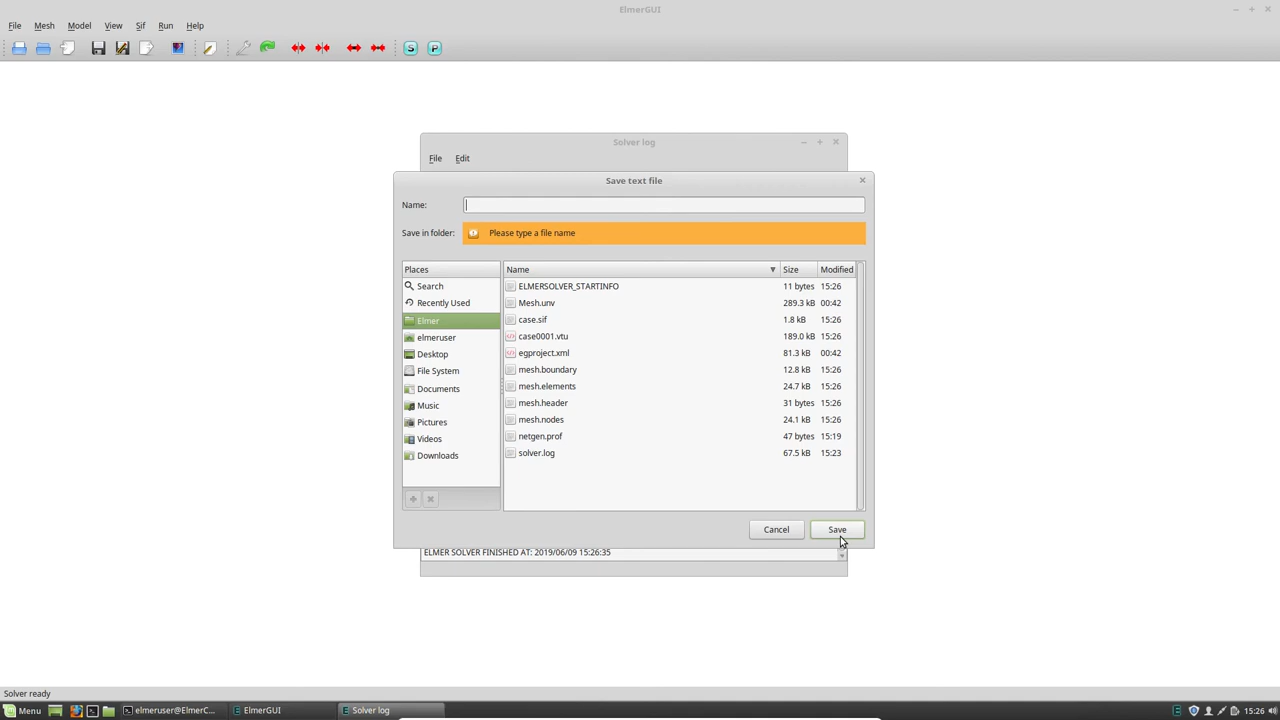 ElmerGUI
File Mesh Model View Sif Run Help
S P
Solver log
File Edit
Save text file
Name:
Save in folder: Please type a file name
Places Name Size Modified
Search ELMERSOLVER_STARTINFO 11 bytes 15:26
Recently Used Mesh.unv 289.3 kB 00:42
Elmer case.sif 1.8 kB 15:26
elmeruser case0001.vtu 189.0 kB 15:26
Desktop egproject.xml 81.3 kB 00:42
File System mesh.boundary 12.8 kB 15:26
Documents mesh.elements 24.7 kB 15:26
Music mesh.header 31 bytes 15:26
Pictures mesh.nodes 24.1 kB 15:26
Videos netgen.prof 47 bytes 15:19
Downloads solver.log 67.5 kB 15:23
Cancel Save
ELMER SOLVER FINISHED AT: 2019/06/09 15:26:35
Solver ready
Menu elmeruser@ElmerC... ElmerGUI Solver log 15:26